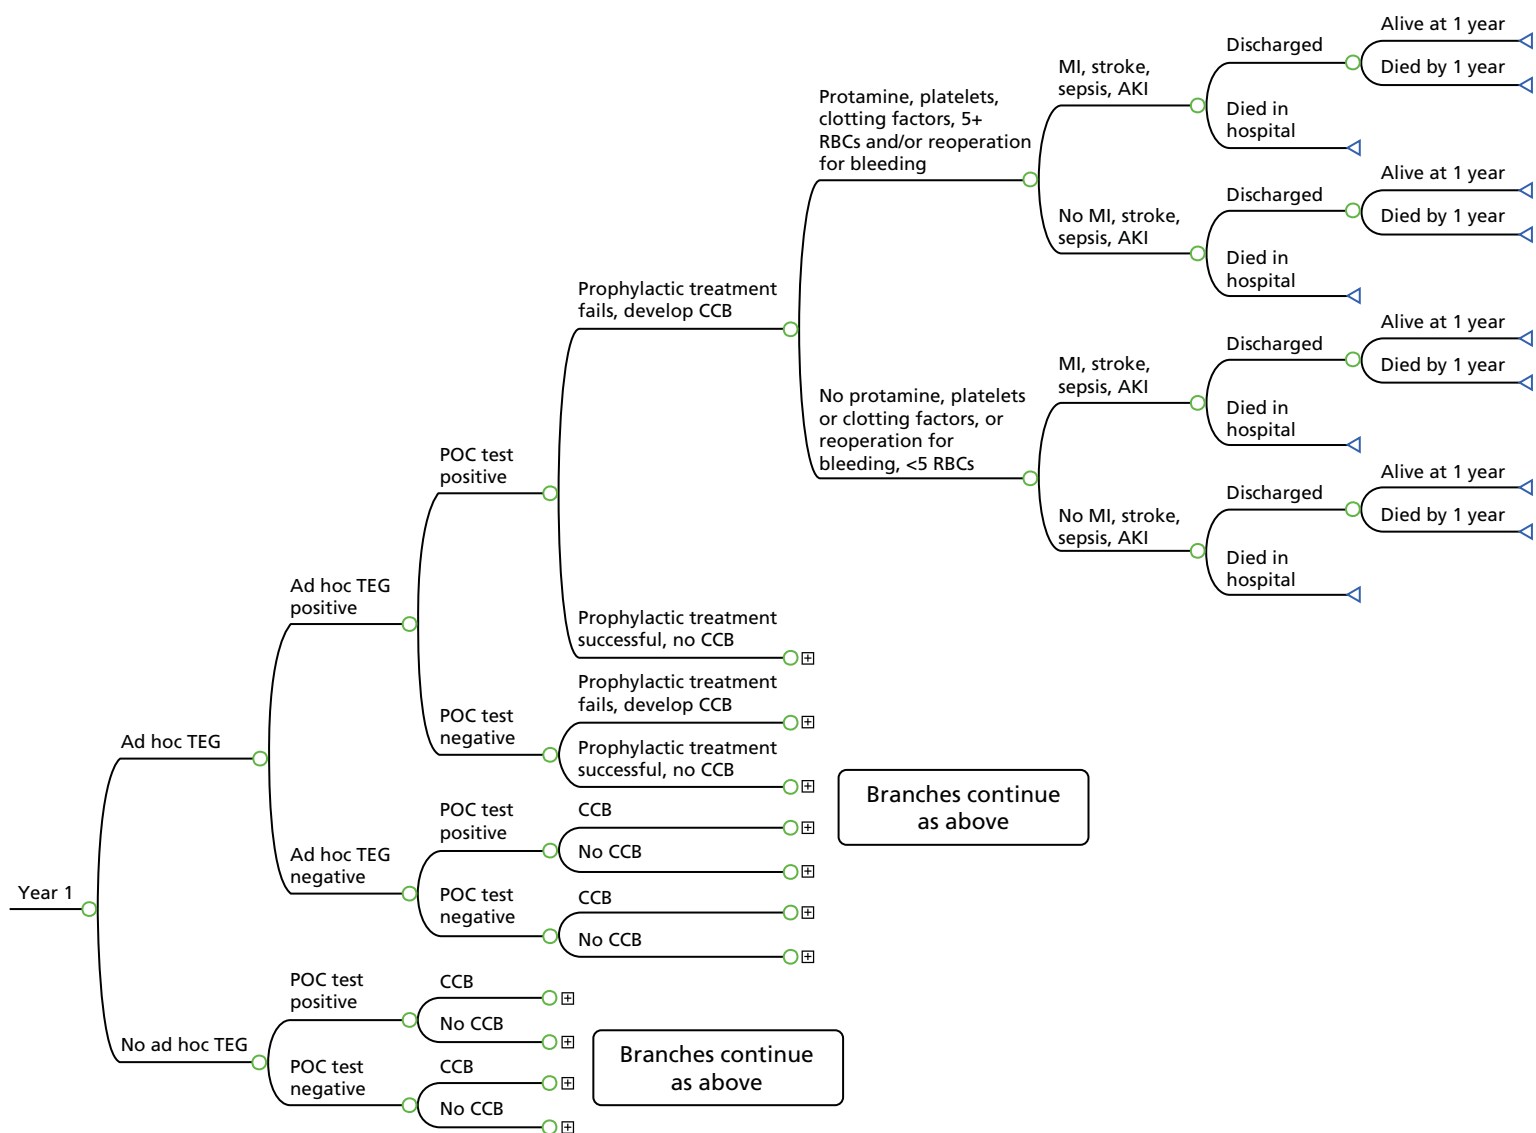 Year 1
Ad hoc TEG
No ad hoc TEG
Ad hoc TEG
positive
Ad hoc TEG
negative
POC test
positive
POC test
negative
POC test
positive
POC test
negative
POC test
positive
POC test
negative
Prophylactic treatment
fails, develop CCB
Prophylactic treatment
successful, no CCB
Prophylactic treatment
fails, develop CCB
Prophylactic treatment
successful, no CCB
CCB
No CCB
CCB
No CCB
CCB
No CCB
CCB
No CCB
Protamine, platelets,
clotting factors, 5+
RBCs and/or reoperation
for bleeding
No protamine, platelets
or clotting factors, or
reoperation for
bleeding, <5 RBCs
MI, stroke,
sepsis, AKI
No MI, stroke,
sepsis, AKI
MI, stroke,
sepsis, AKI
No MI, stroke,
sepsis, AKI
Discharged
Died in
hospital
Discharged
Died in
hospital
Discharged
Died in
hospital
Discharged
Died in
hospital
Alive at 1 year
Died by 1 year
Alive at 1 year
Died by 1 year
Alive at 1 year
Died by 1 year
Alive at 1 year
Died by 1 year
Branches continue
as above
Branches continue
as above